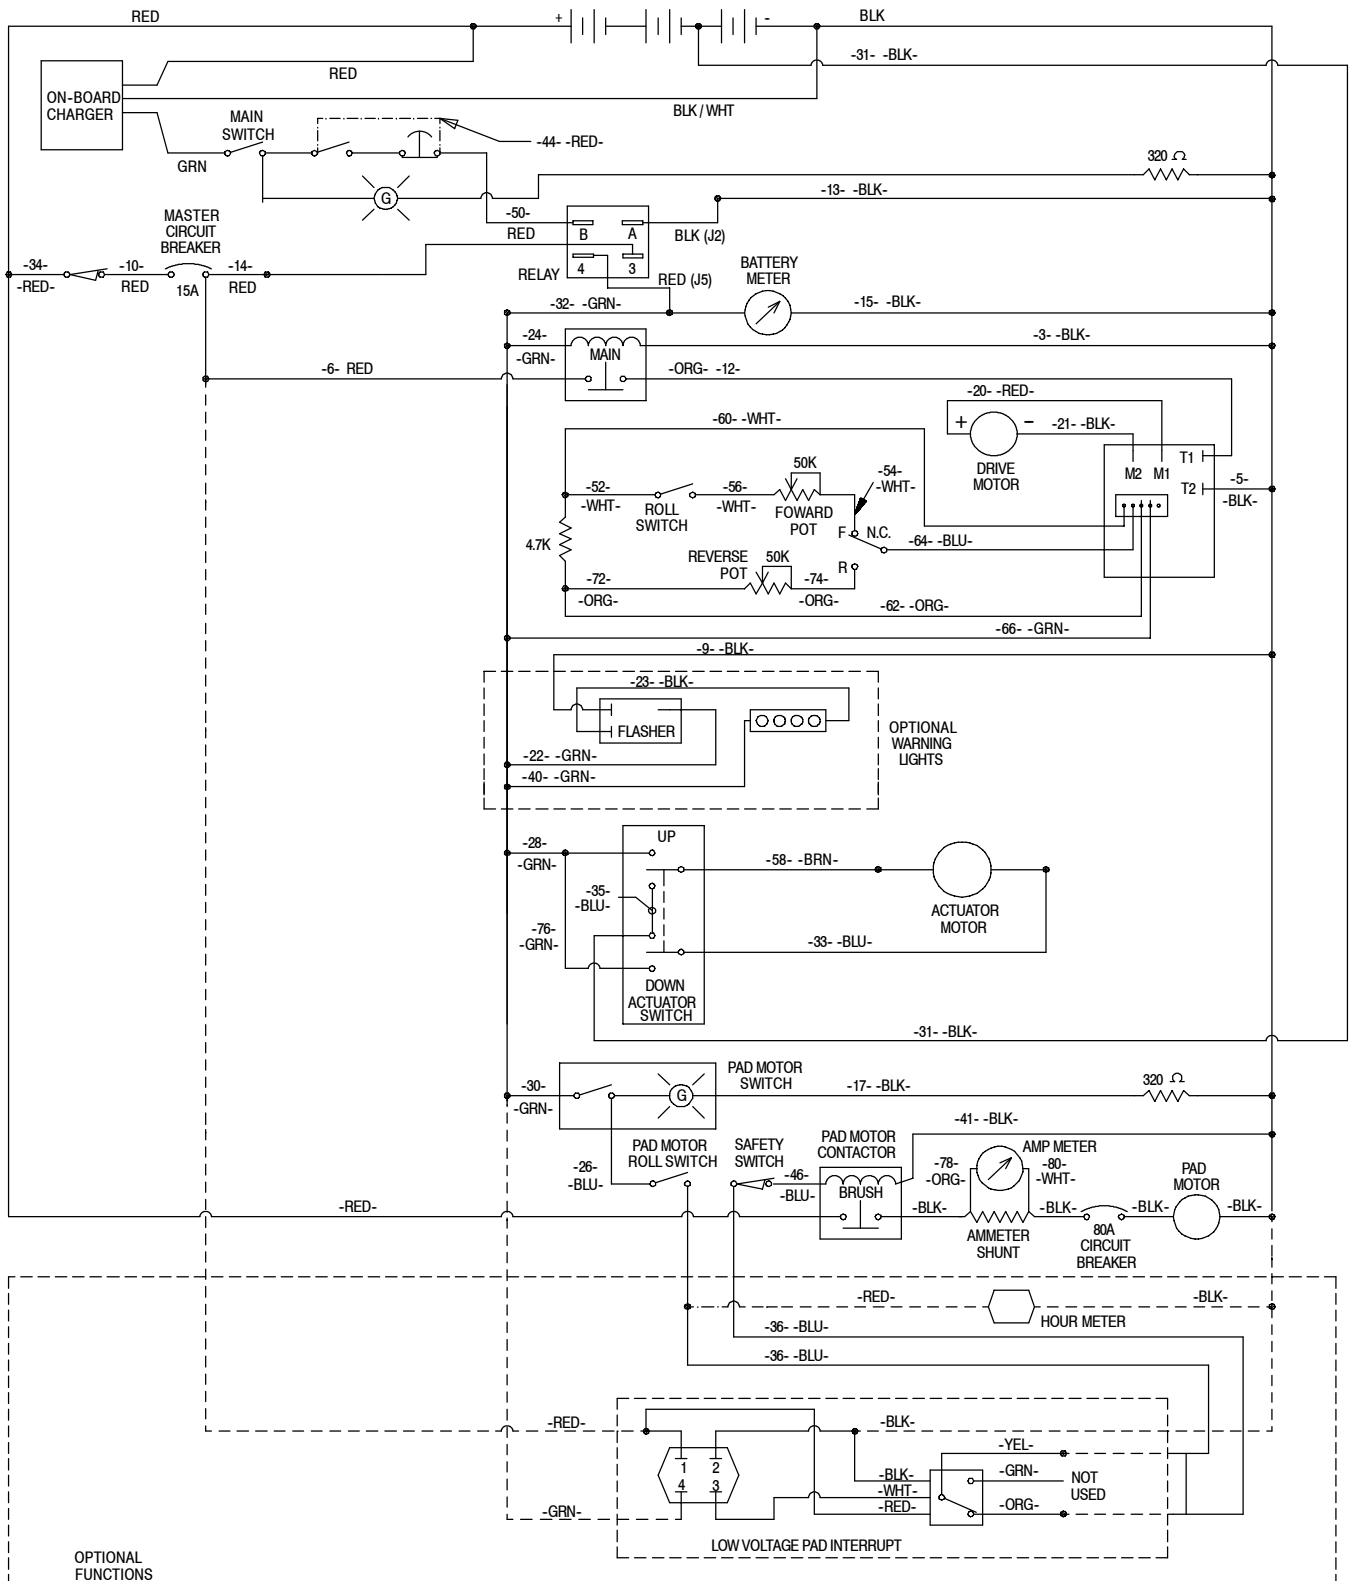 RED
+
-
BLK
-31- -BLK-
RED
ON-BOARD
CHARGER
BLK / WHT
MAIN
SWITCH
-44- -RED-
GRN
320 Ω
G
-13- -BLK-
MASTER
CIRCUIT
BREAKER
-50-
RED
B
A
BLK (J2)
-34-
-RED-
-10-
RED
15A
-14-
RED
RELAY
4
3
RED (J5)
BATTERY
METER
-32- -GRN-
-15- -BLK-
-24-
-GRN-
MAIN
-3- -BLK-
-6- RED
-ORG- -12-
-20- -RED-
-60- -WHT-
+
-
-21- -BLK-
DRIVE
MOTOR
M2
M1
T1
T2
-5-
-BLK-
-52-
-WHT-
ROLL
SWITCH
-56-
-WHT-
50K
FOWARD
POT
-54-
-WHT-
F
N.C.
-64- -BLU-
4.7K
REVERSE
POT
50K
R
-72-
-ORG-
-74-
-ORG-
-62- -ORG-
-66- -GRN-
-9- -BLK-
-23- -BLK-
FLASHER
OPTIONAL
WARNING
LIGHTS
-22- -GRN-
-40- -GRN-
UP
-28-
-GRN-
-58- -BRN-
-35-
-BLU-
ACTUATOR
MOTOR
-76-
-GRN-
-33- -BLU-
DOWN
ACTUATOR
SWITCH
-31- -BLK-
PAD MOTOR
SWITCH
-30-
-GRN-
G
-17- -BLK-
320 Ω
-41- -BLK-
PAD MOTOR
ROLL SWITCH
SAFETY
SWITCH
PAD MOTOR
CONTACTOR
AMP METER
-26-
-BLU-
-46-
-BLU-
BRUSH
-78-
-ORG-
-80-
-WHT-
PAD
MOTOR
-RED-
-BLK-
-BLK-
-BLK-
-BLK-
AMMETER
SHUNT
80A
CIRCUIT
BREAKER
-RED-
-BLK-
HOUR METER
-36- -BLU-
-36- -BLU-
-RED-
-BLK-
-YEL-
1
2
4
3
-BLK-
-WHT-
-RED-
-GRN-
NOT
USED
-ORG-
-GRN-
LOW VOLTAGE PAD INTERRUPT
OPTIONAL
FUNCTIONS